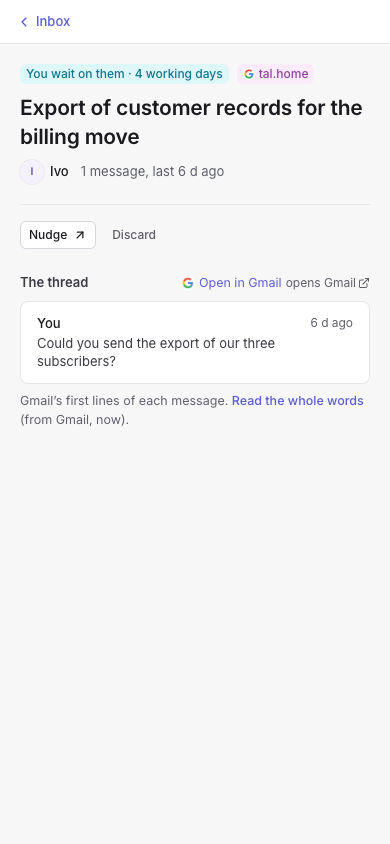 Inbox
You wait on them · 4 working days
tal.home
Export of customer records for the
billing move
I
Ivo
1 message, last 6 d ago
Nudge
Discard
The thread
Open in Gmail opens Gmail
You
6 d ago
Could you send the export of our three
subscribers?
Gmail’s first lines of each message. Read the whole words
(from Gmail, now).